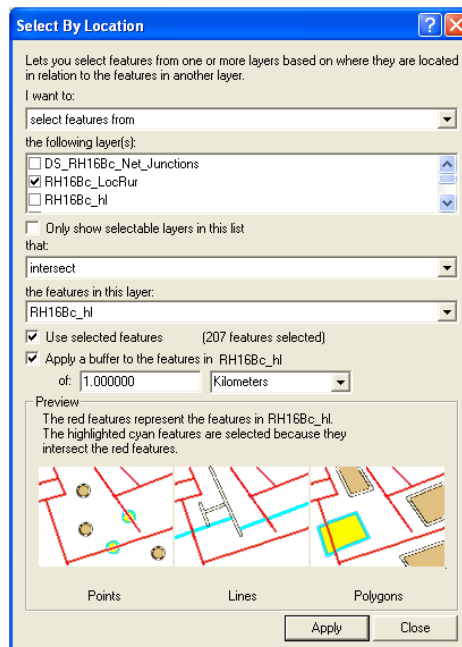 Select By Location
Lets you select features from one or more layers based on where they are located
in relation to the features in another layer.
I want to:
select features from
the following layer(s):
DS_RH16Bc_Net_Junctions
RH16Bc_LocRur
RH16Bc_hl
Only show selectable layers in this list
that:
intersect
the features in this layer:
RH16Bc_hl
Use selected features (207 features selected)
Apply a buffer to the features in RH16Bc_hl
of: 1.000000 Kilometers
Preview
The red features represent the features in RH16Bc_hl.
The highlighted cyan features are selected because they
intersect the red features.
Points Lines Polygons
Apply Close